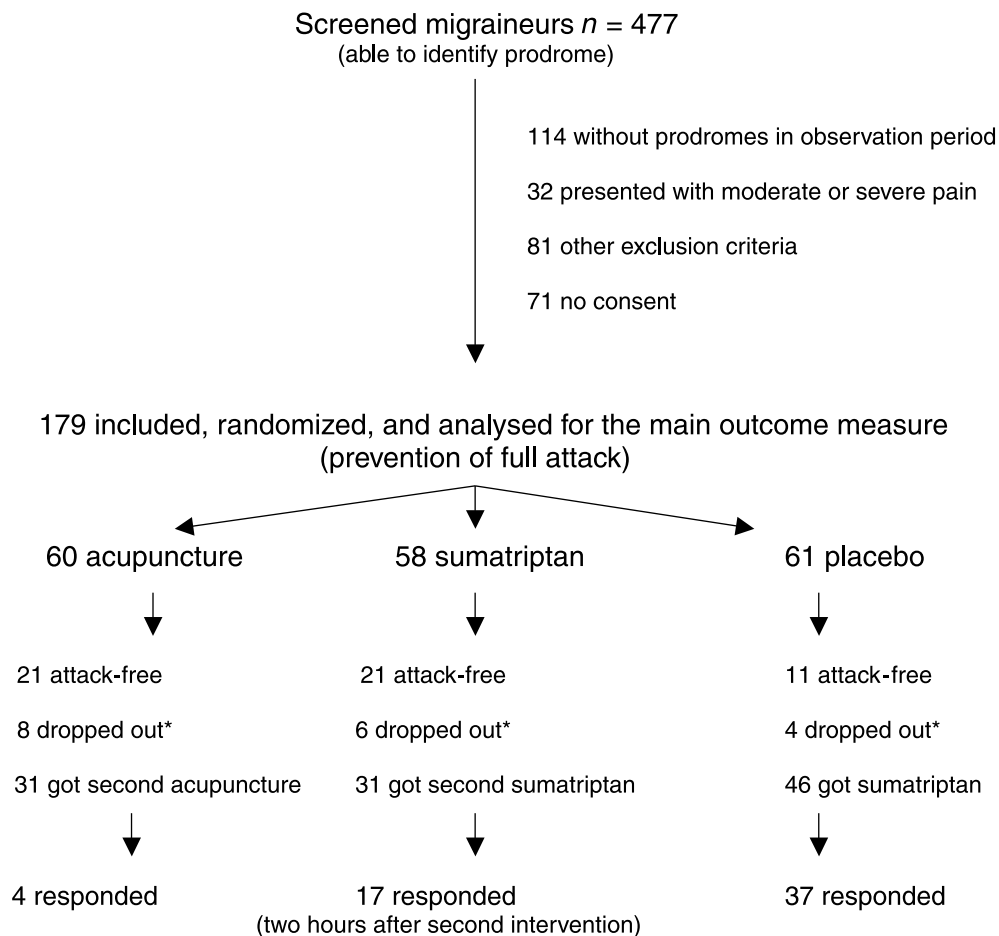 Screened migraineurs n = 477
(able to identify prodrome)
114 without prodromes in observation period
32 presented with moderate or severe pain
81 other exclusion criteria
71 no consent
179 included, randomized, and analysed for the main outcome measure
(prevention of full attack)
60 acupuncture
58 sumatriptan
61 placebo
21 attack-free
21 attack-free
11 attack-free
8 dropped out*
6 dropped out*
4 dropped out*
31 got second acupuncture
31 got second sumatriptan
46 got sumatriptan
4 responded
17 responded
37 responded
(two hours after second intervention)